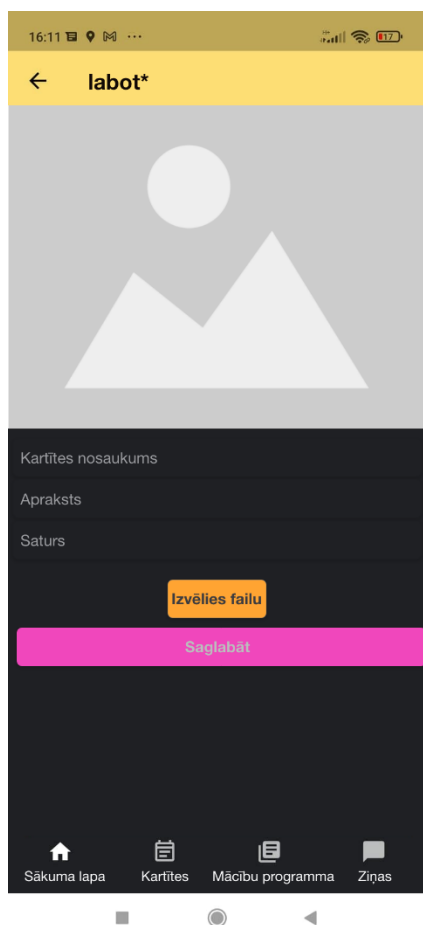 16:11
17
labot*
Kartītes nosaukums
Apraksts
Saturs
Izvēlies failu
Saglabāt
Sākuma lapa Kartītes Mācību programma Ziņas